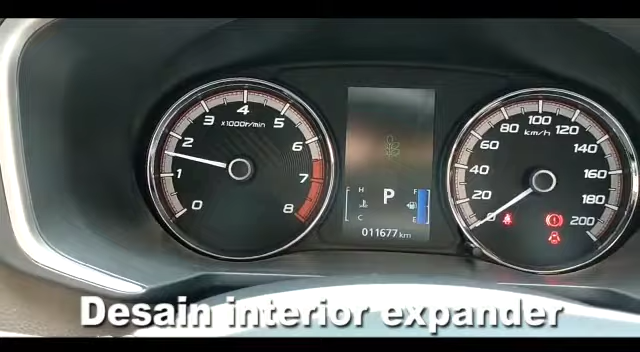 0 1 2 3 4 5 6 7 8
x1000r/min
H
C
P
F
E
011677 km
0 20 40 60 80 100 120 140 160 180 200
km/h
Desain interior expander